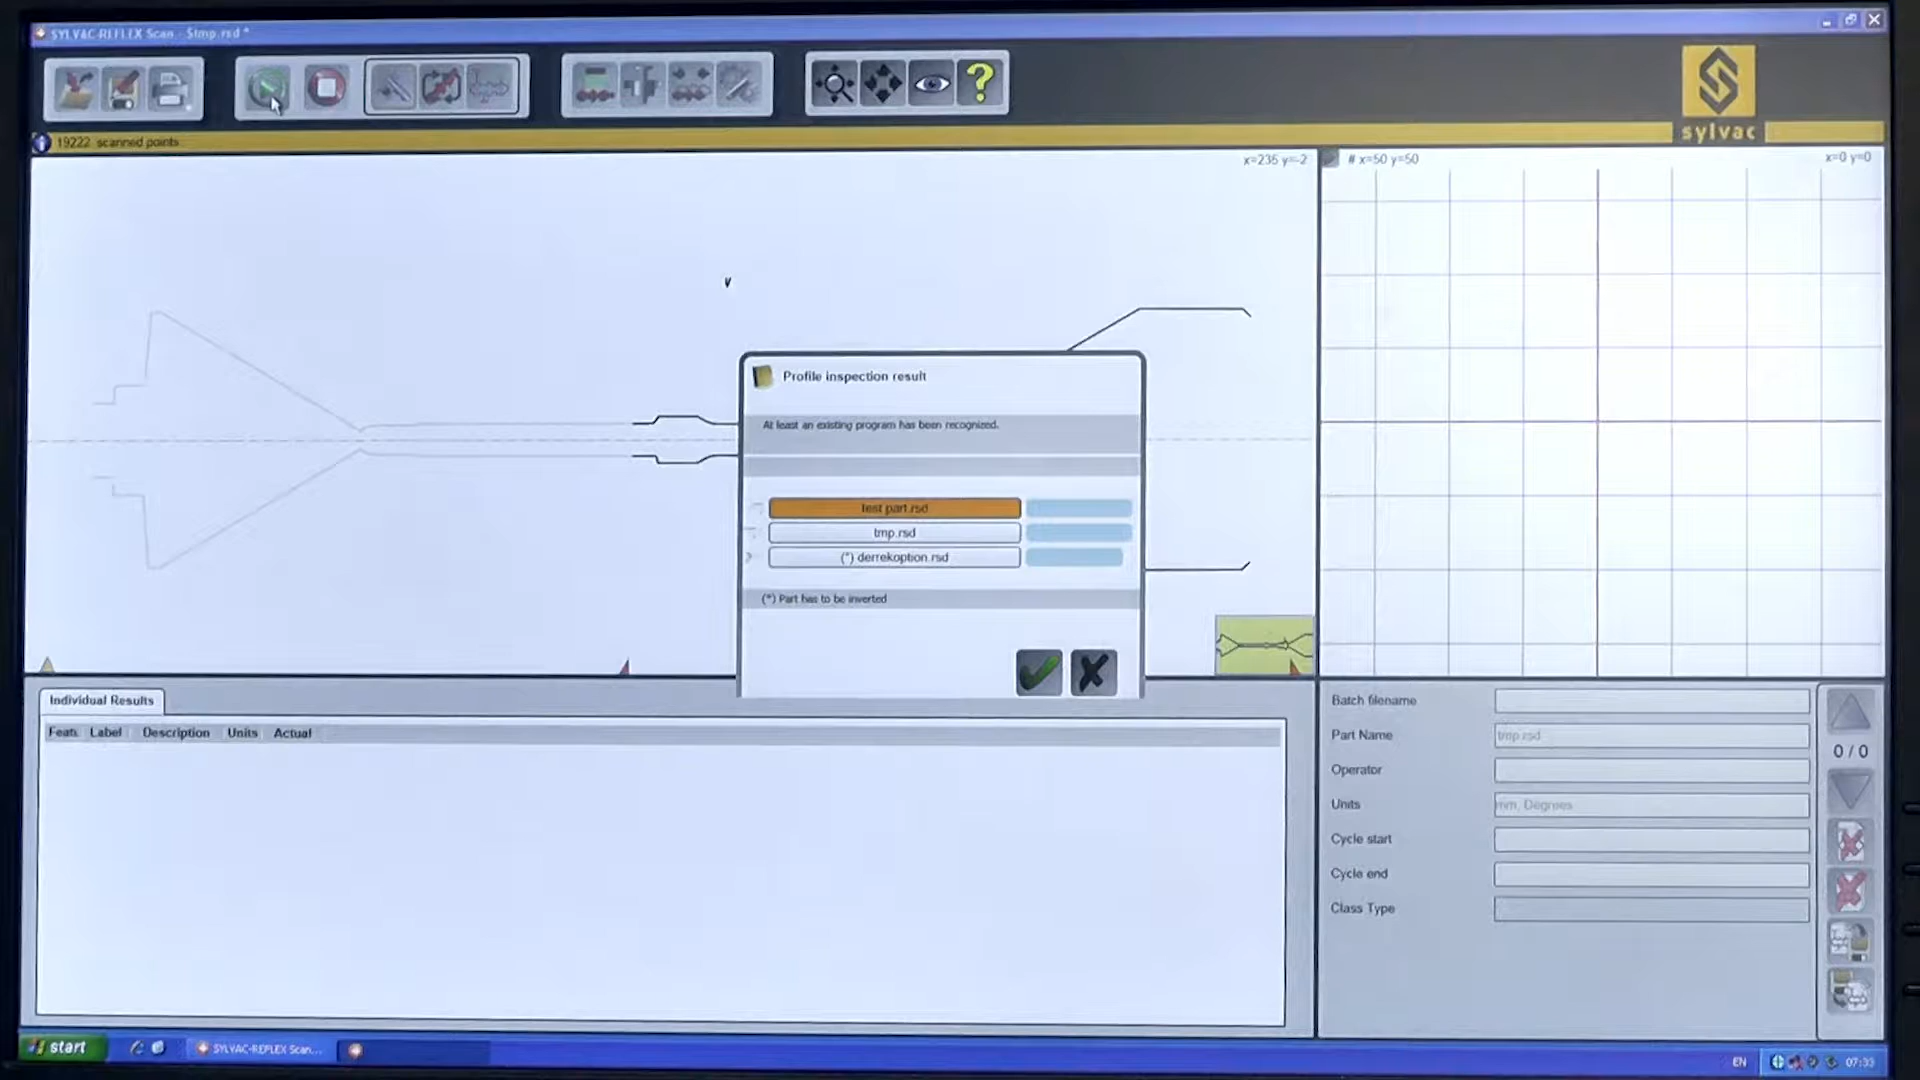 SYLVAC-REFLEX Scan - $tmp.rsd *
sylvac
19222 scanned points
x=235 y=-2
# x=50 y=50
x=0 y=0
Profile inspection result
At least an existing program has been recognized.
test part.rsd
tmp.rsd
(*) derrekoption.rsd
(*) Part has to be inverted
Individual Results
Featu Label Description Units Actual
Batch filename
Part Name tmp.rsd
0 / 0
Operator
Units mm, Degrees
Cycle start
Cycle end
Class Type
start
SYLVAC-REFLEX Scan...
EN
07:33